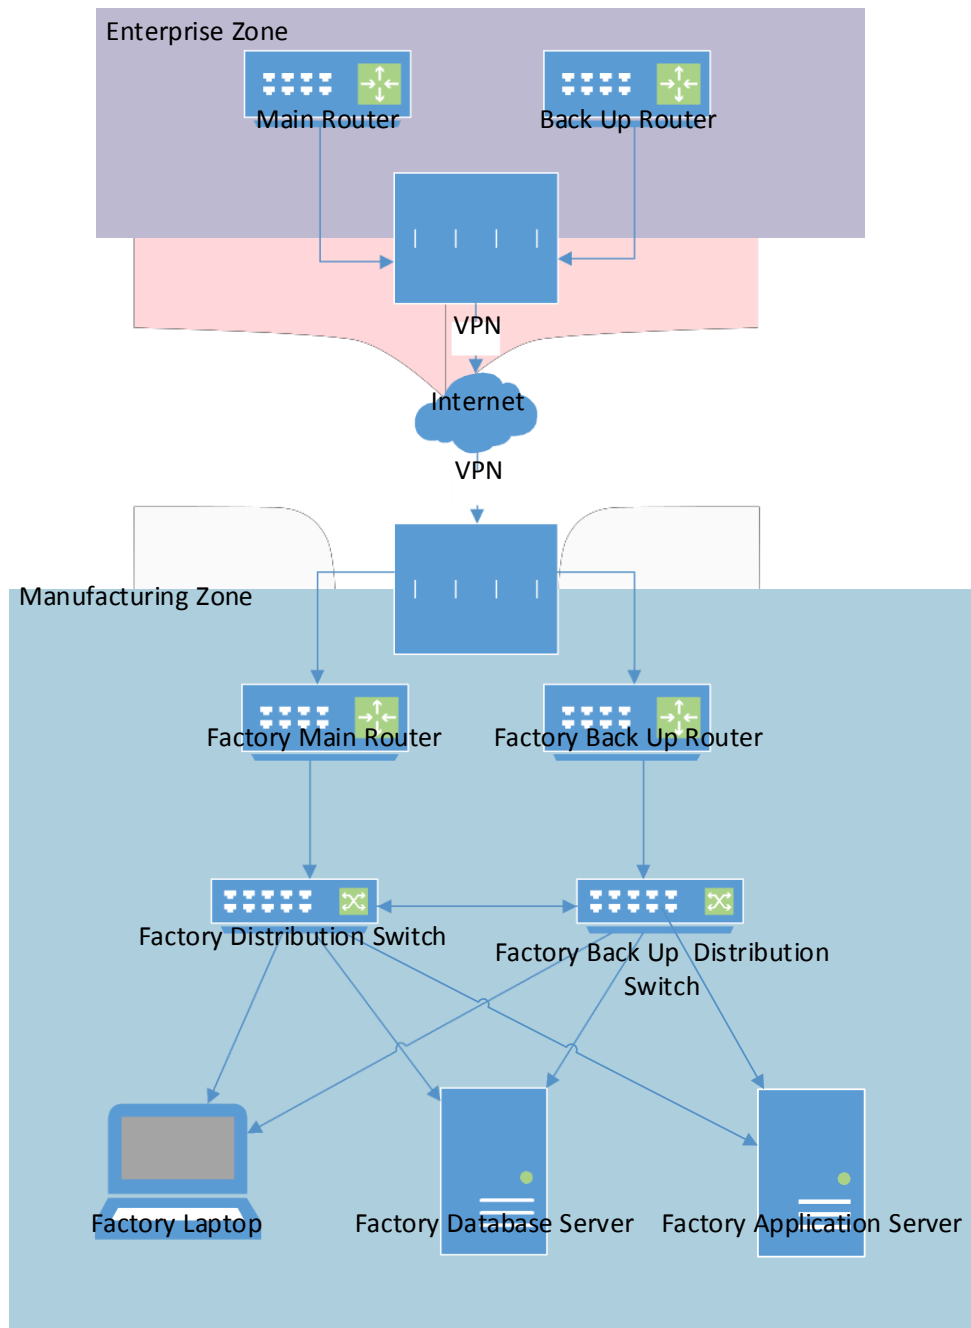 Enterprise Zone
Main Router
Back Up Router
VPN
Internet
VPN
Manufacturing Zone
Factory Main Router
Factory Back Up Router
Factory Distribution Switch
Factory Back Up Distribution
Switch
Factory Laptop
Factory Database Server
Factory Application Server